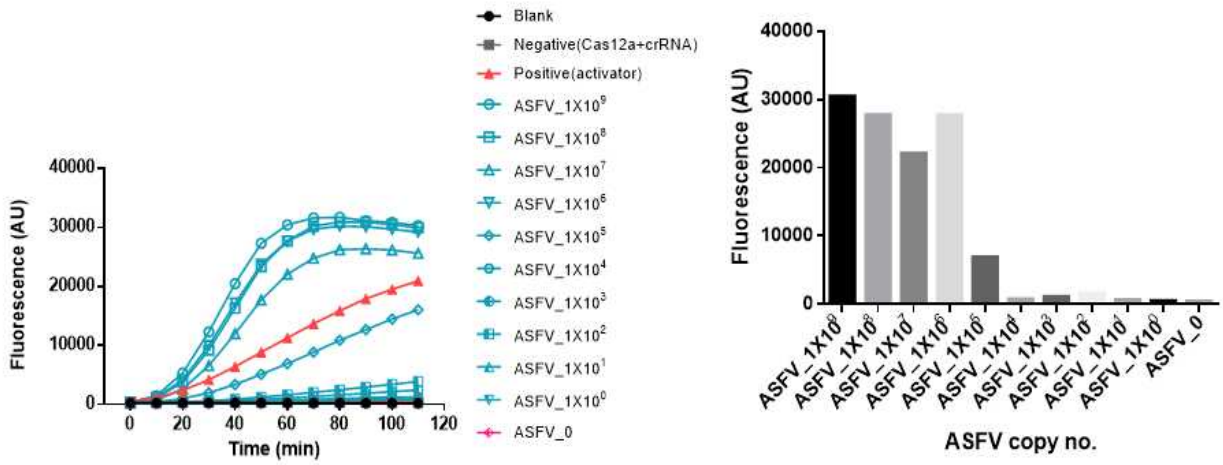 40000
30000
20000
10000
0
Fluorescence (AU)
0 20 40 60 80 100 120
Time (min)
Blank
Negative(Cas12a+crRNA)
Positive(activator)
ASFV_1X10⁹
ASFV_1X10⁸
ASFV_1X10⁷
ASFV_1X10⁶
ASFV_1X10⁵
ASFV_1X10⁴
ASFV_1X10³
ASFV_1X10²
ASFV_1X10¹
ASFV_1X10⁰
ASFV_0
40000
30000
20000
10000
0
Fluorescence (AU)
ASFV_1X10⁹
ASFV_1X10⁸
ASFV_1X10⁷
ASFV_1X10⁶
ASFV_1X10⁵
ASFV_1X10⁴
ASFV_1X10³
ASFV_1X10²
ASFV_1X10¹
ASFV_1X10⁰
ASFV_0
ASFV copy no.